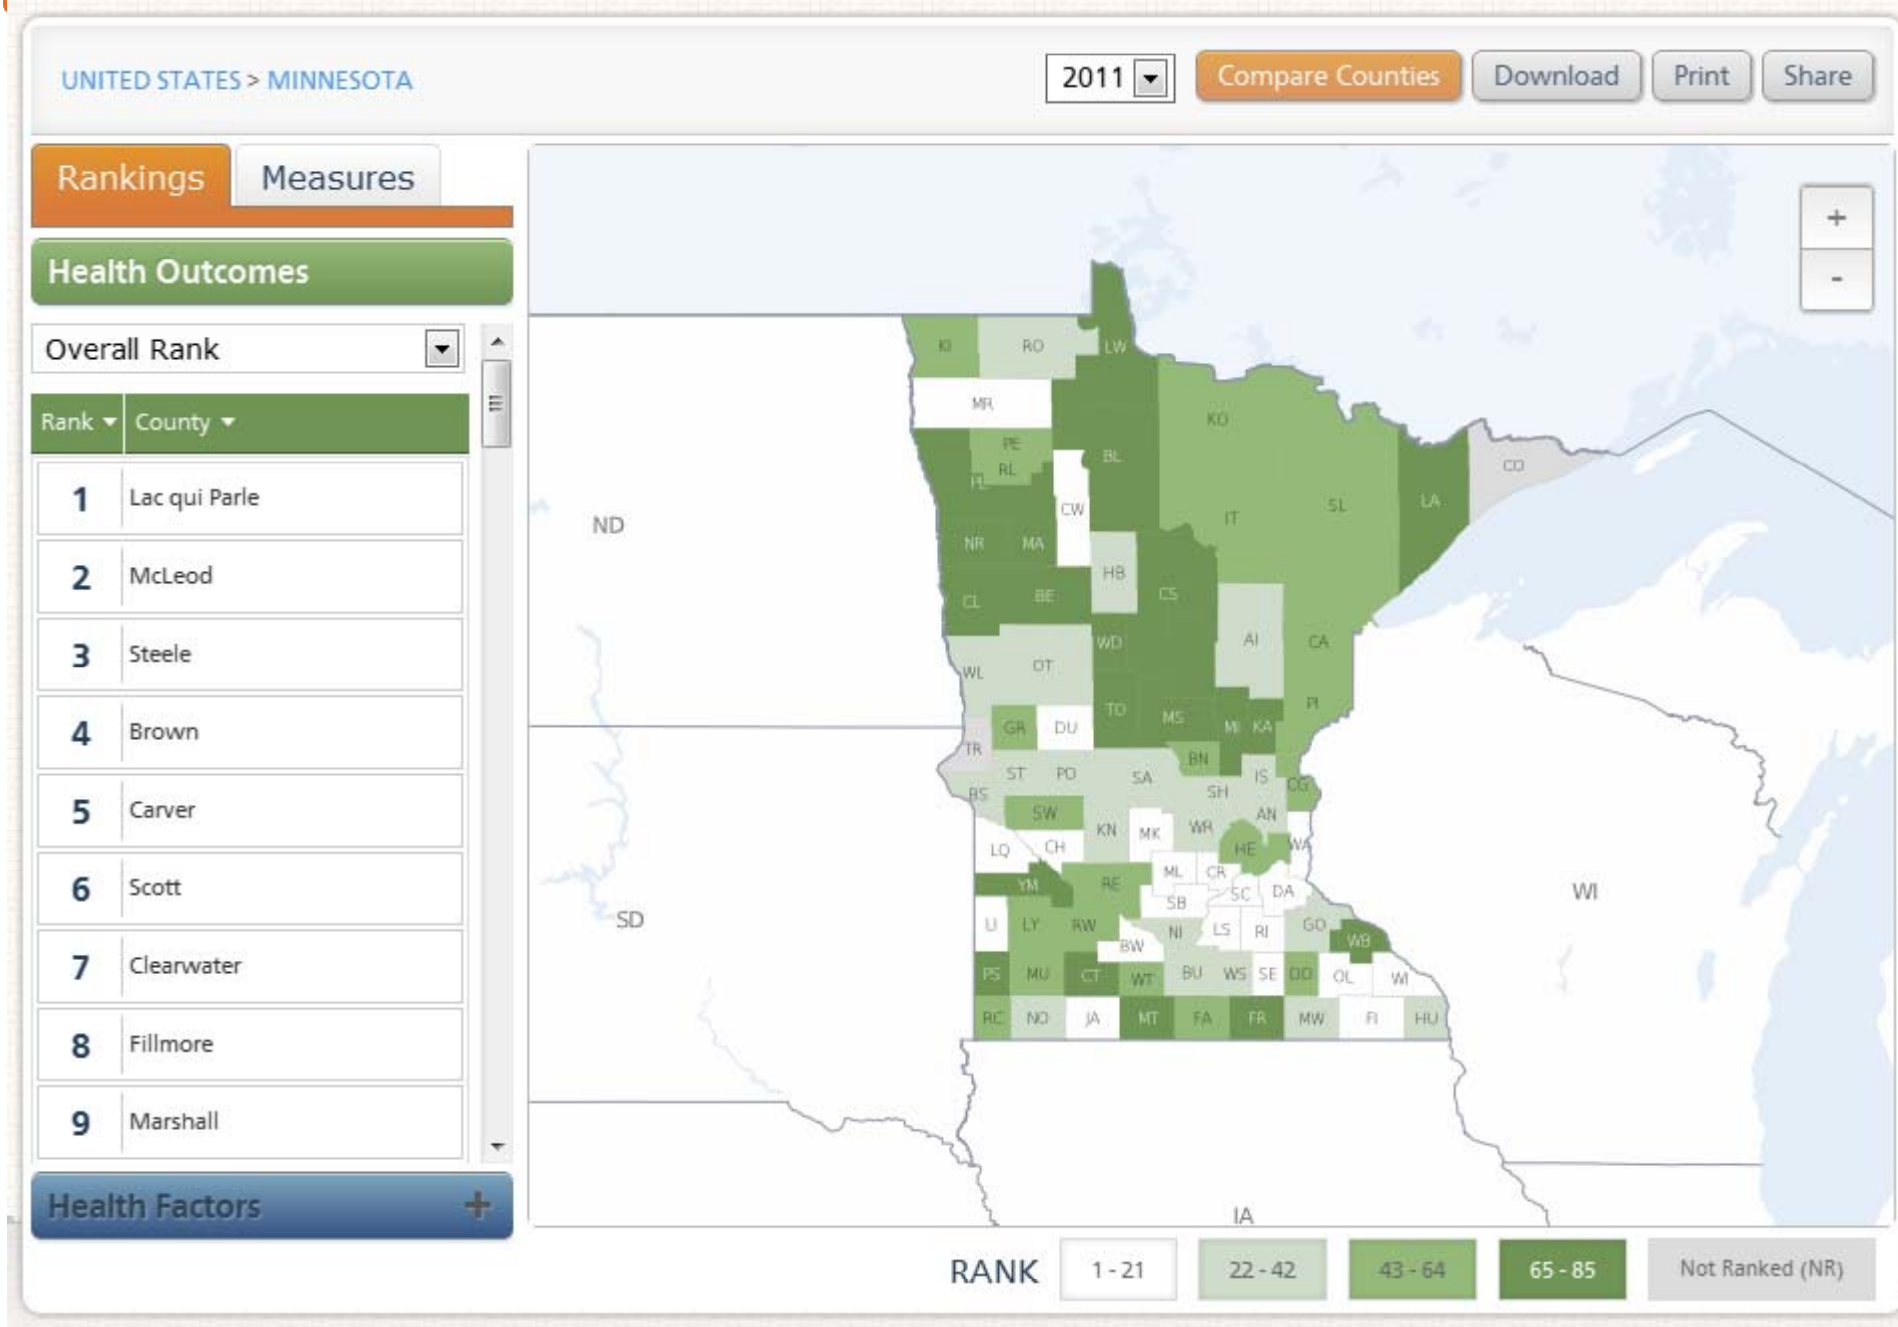 UNITED STATES > MINNESOTA
2011
Compare Counties
Download
Print
Share
Rankings
Measures
Health Outcomes
Overall Rank
Rank
County
1 Lac qui Parle
2 McLeod
3 Steele
4 Brown
5 Carver
6 Scott
7 Clearwater
8 Fillmore
9 Marshall
Health Factors +
+
-
KI
RO
LW
MR
KO
PE
BL
RL
CO
CW
SL
LA
IT
ND
NR
MA
HB
CL
BE
CS
WD
AI
CA
WL
OT
TO
MS
PI
GR
DU
MI
KA
TR
BN
ST
PO
SA
IS
BS
SH
CG
SW
AN
KN
MK
WR
LQ
CH
HE
WA
ML
CR
YM
RE
SC
DA
WI
SB
SD
LY
RW
NI
LS
RI
GO
BW
WB
PS
MU
CT
WT
BU
WS
SE
DD
OL
WI
RC
NO
JA
MT
FA
FR
MW
FI
HU
IA
RANK
1 - 21
22 - 42
43 - 64
65 - 85
Not Ranked (NR)